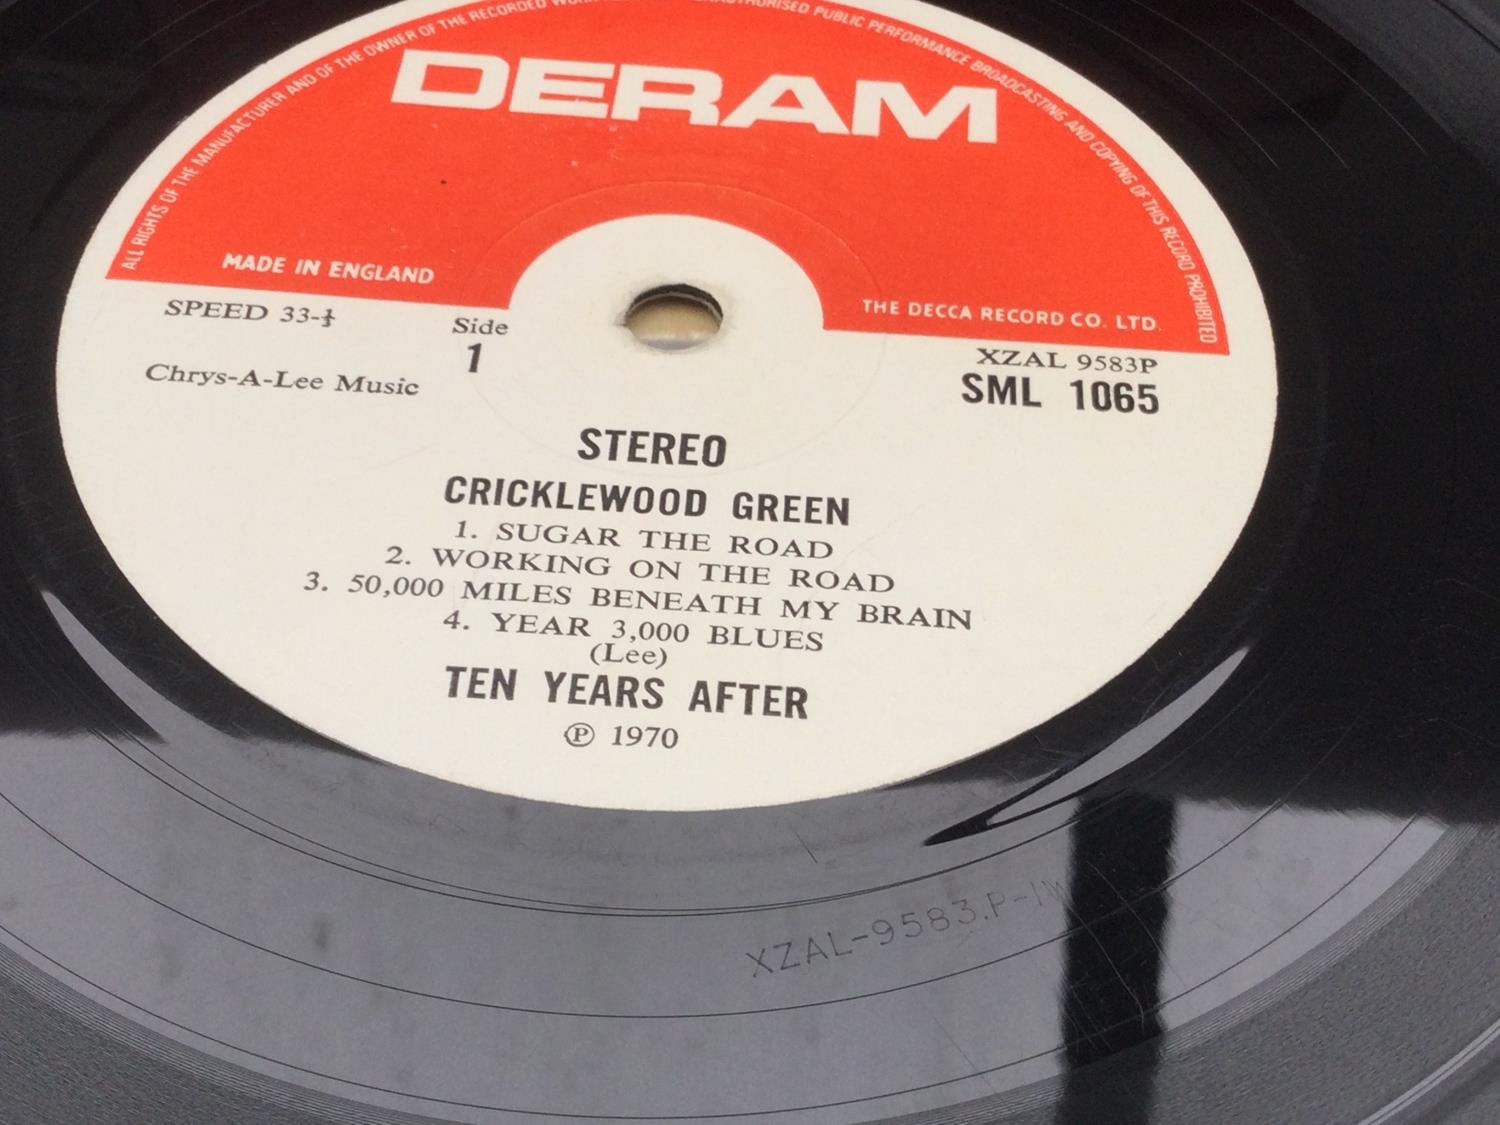 ALL RIGHTS OF THE MANUFACTURER AND OF THE OWNER OF THE RECORDED PUBLIC PERFORMANCE BROADCASTING AND COPYING OF THIS RECORD PROHIBITED
DERAM
MADE IN ENGLAND
THE DECCA RECORD CO. LTD.
SPEED 33-⅓
Side
1
XZAL 9583P
SML 1065
Chrys-A-Lee Music
STEREO
CRICKLEWOOD GREEN
1. SUGAR THE ROAD
2. WORKING ON THE ROAD
3. 50,000 MILES BENEATH MY BRAIN
4. YEAR 3,000 BLUES
(Lee)
TEN YEARS AFTER
℗ 1970
XZAL-9583.P-1W